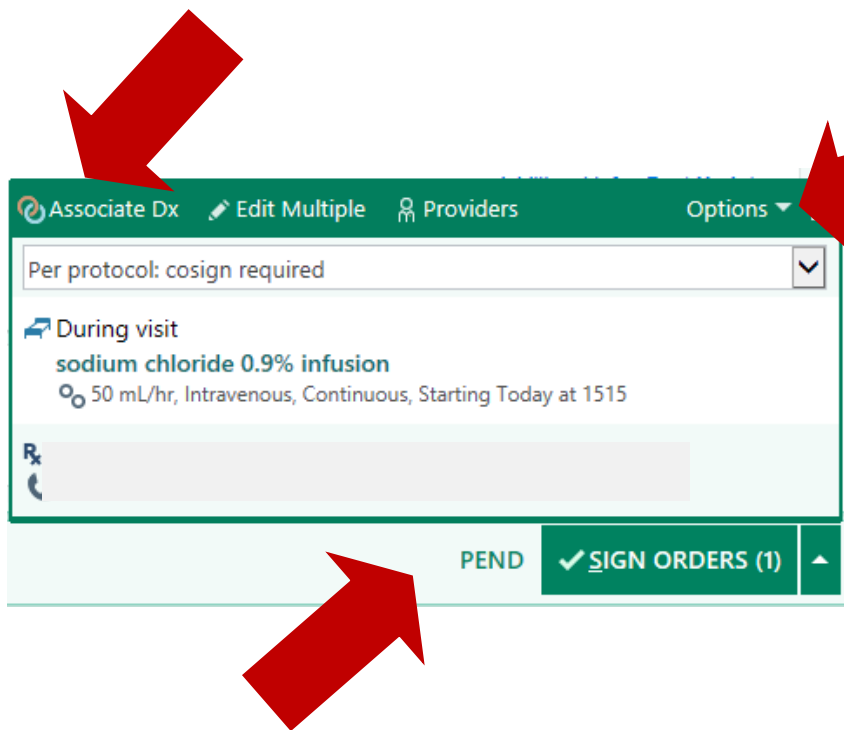 Associate Dx Edit Multiple Providers Options
Per protocol: cosign required
During visit
sodium chloride 0.9% infusion
50 mL/hr, Intravenous, Continuous, Starting Today at 1515
Rx
PEND SIGN ORDERS (1)